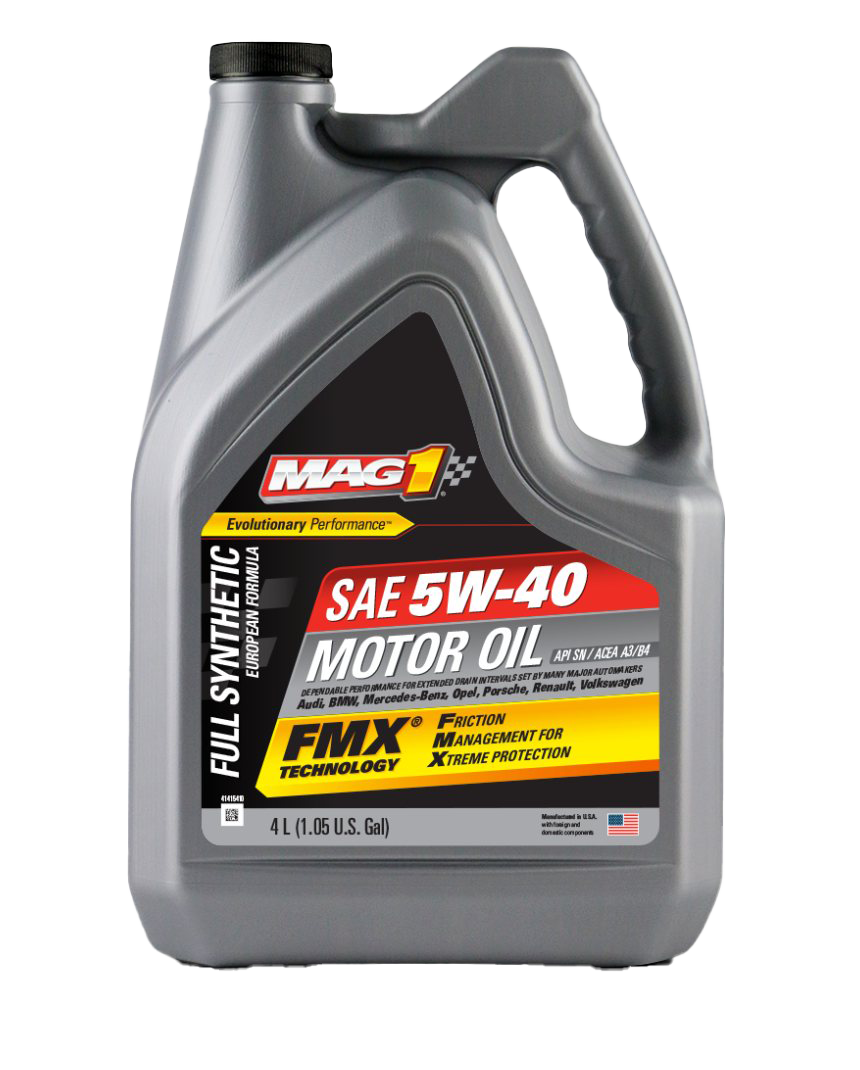 MAG1®
Evolutionary Performance™
FULL SYNTHETIC
EUROPEAN FORMULA
SAE 5W-40
MOTOR OIL API SN / ACEA A3/B4
DEPENDABLE PERFORMANCE FOR EXTENDED DRAIN INTERVALS SET BY MANY MAJOR AUTOMAKERS
Audi, BMW, Mercedes-Benz, Opel, Porsche, Renault, Volkswagen
FMX®
TECHNOLOGY
FRICTION
MANAGEMENT FOR
XTREME PROTECTION
41415410
4 L (1.05 U.S. Gal)
Manufactured in U.S.A.
with foreign and
domestic components